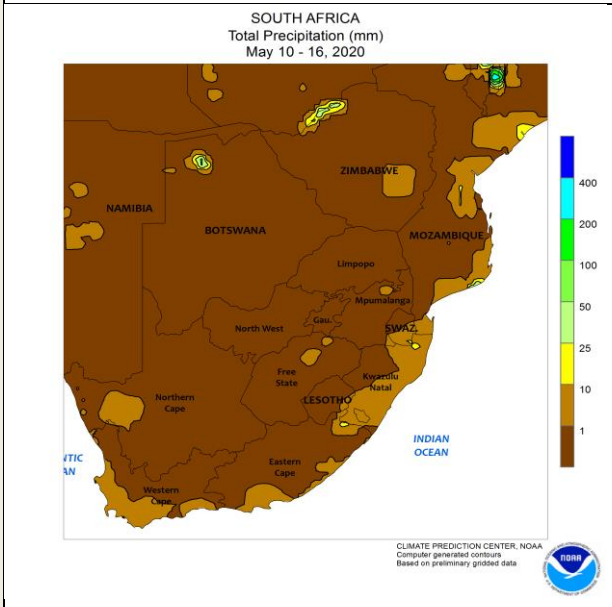 SOUTH AFRICA
Total Precipitation (mm)
May 10 - 16, 2020
ZIMBABWE
NAMIBIA
BOTSWANA
MOZAMBIQUE
Limpopo
Mpumalanga
Gau.
North West
SWAZ.
Free
State
Kwazulu
Natal
Northern
Cape
LESOTHO
Eastern
Cape
Western
Cape
NTIC
AN
INDIAN
OCEAN
400
200
100
50
25
10
1
CLIMATE PREDICTION CENTER, NOAA
Computer generated contours
Based on preliminary gridded data
NOAA